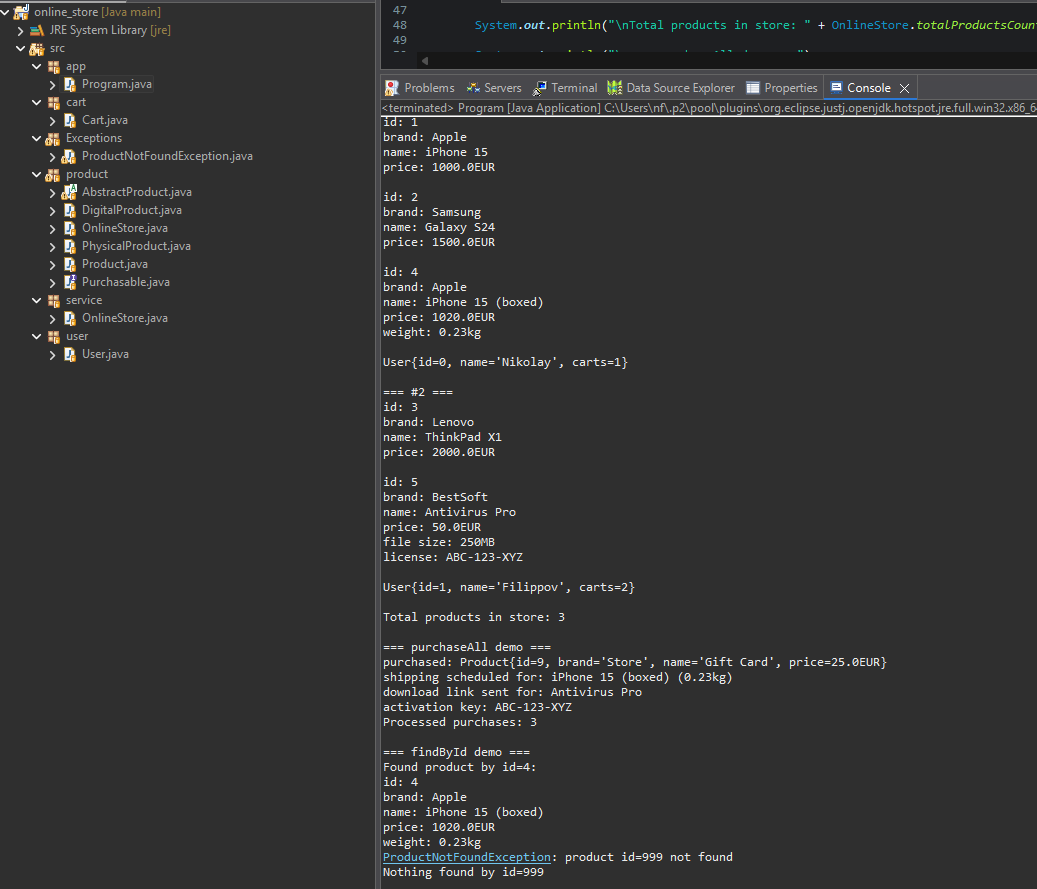 online_store [Java main]
JRE System Library [jre]
src
app
Program.java
cart
Cart.java
Exceptions
ProductNotFoundException.java
product
AbstractProduct.java
DigitalProduct.java
OnlineStore.java
PhysicalProduct.java
Product.java
Purchasable.java
service
OnlineStore.java
user
User.java
47
48 System.out.println("\nTotal products in store: " + OnlineStore.totalProductsCoun
49
Problems Servers Terminal Data Source Explorer Properties Console
<terminated> Program [Java Application] C:\Users\nf\.p2\pool\plugins\org.eclipse.justj.openjdk.hotspot.jre.full.win32.x86_6
id: 1
brand: Apple
name: iPhone 15
price: 1000.0EUR
id: 2
brand: Samsung
name: Galaxy S24
price: 1500.0EUR
id: 4
brand: Apple
name: iPhone 15 (boxed)
price: 1020.0EUR
weight: 0.23kg
User{id=0, name='Nikolay', carts=1}
=== #2 ===
id: 3
brand: Lenovo
name: ThinkPad X1
price: 2000.0EUR
id: 5
brand: BestSoft
name: Antivirus Pro
price: 50.0EUR
file size: 250MB
license: ABC-123-XYZ
User{id=1, name='Filippov', carts=2}
Total products in store: 3
=== purchaseAll demo ===
purchased: Product{id=9, brand='Store', name='Gift Card', price=25.0EUR}
shipping scheduled for: iPhone 15 (boxed) (0.23kg)
download link sent for: Antivirus Pro
activation key: ABC-123-XYZ
Processed purchases: 3
=== findById demo ===
Found product by id=4:
id: 4
brand: Apple
name: iPhone 15 (boxed)
price: 1020.0EUR
weight: 0.23kg
ProductNotFoundException: product id=999 not found
Nothing found by id=999